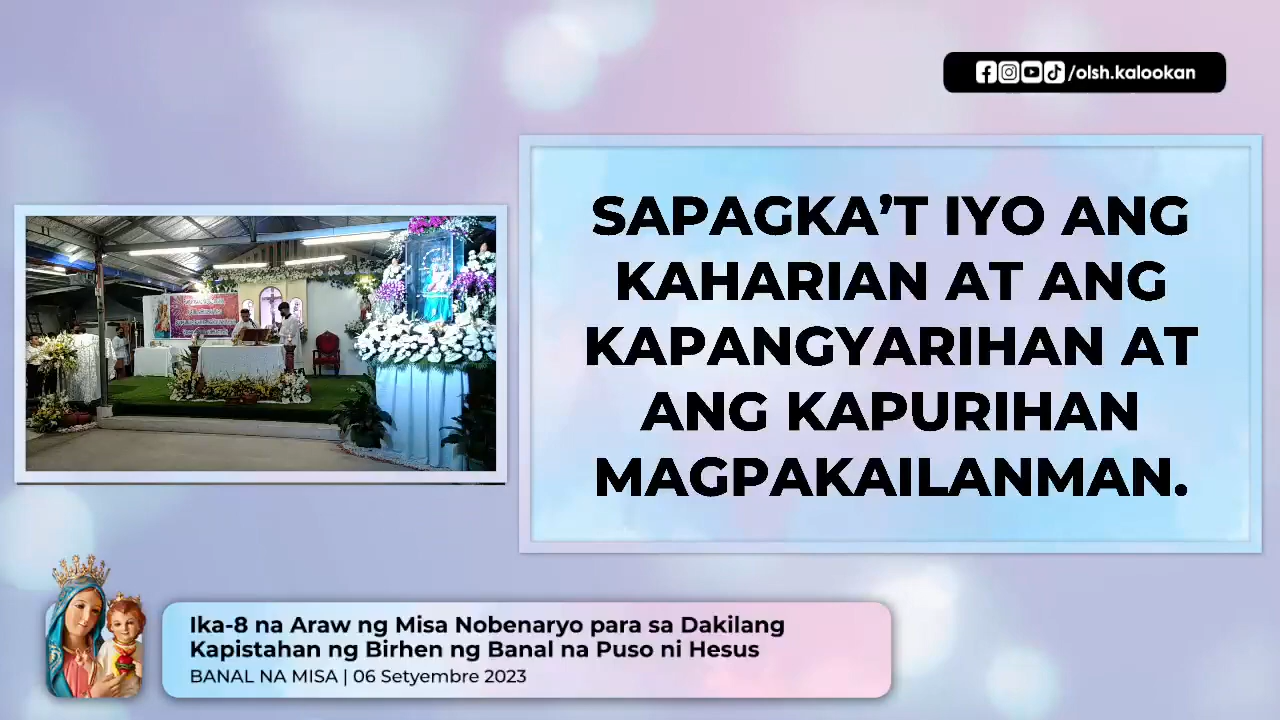 /olsh.kalookan
SAPAGKA’T IYO ANG
KAHARIAN AT ANG
KAPANGYARIHAN AT
ANG KAPURIHAN
MAGPAKAILANMAN.
Ika-8 na Araw ng Misa Nobenaryo para sa Dakilang
Kapistahan ng Birhen ng Banal na Puso ni Hesus
BANAL NA MISA | 06 Setyembre 2023